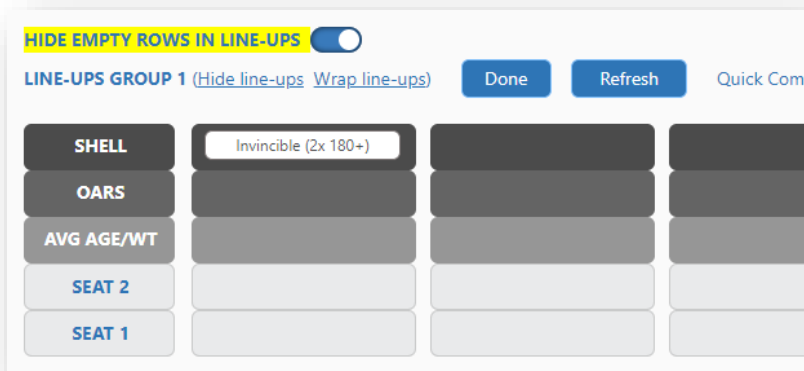 HIDE EMPTY ROWS IN LINE-UPS
LINE-UPS GROUP 1 (Hide line-ups Wrap line-ups) Done Refresh Quick Com
SHELL Invincible (2x 180+)
OARS
AVG AGE/WT
SEAT 2
SEAT 1